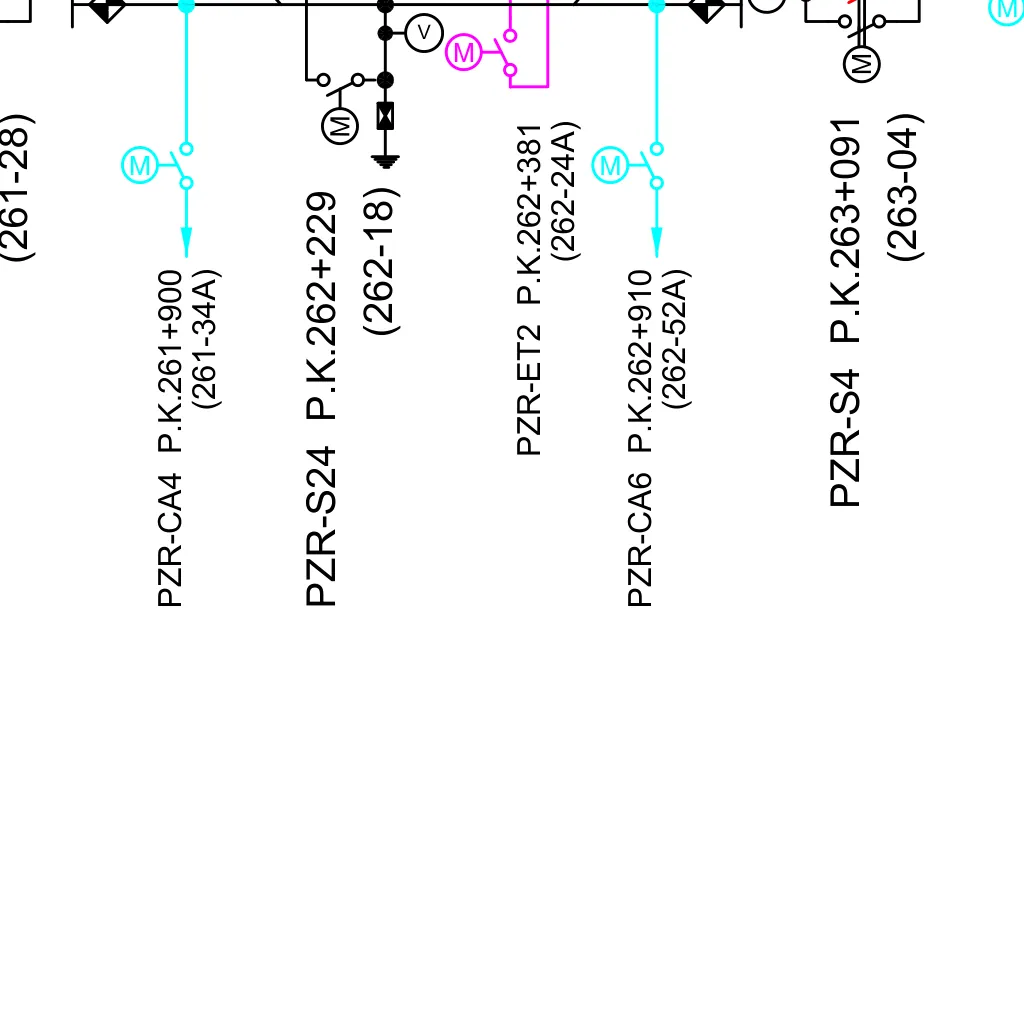 (261-28)
M
PZR-CA4 P.K.261+900
(261-34A)
M
V
PZR-S24 P.K.262+229
(262-18)
M
PZR-ET2 P.K.262+381
(262-24A)
M
PZR-CA6 P.K.262+910
(262-52A)
M
PZR-S4 P.K.263+091
(263-04)
M